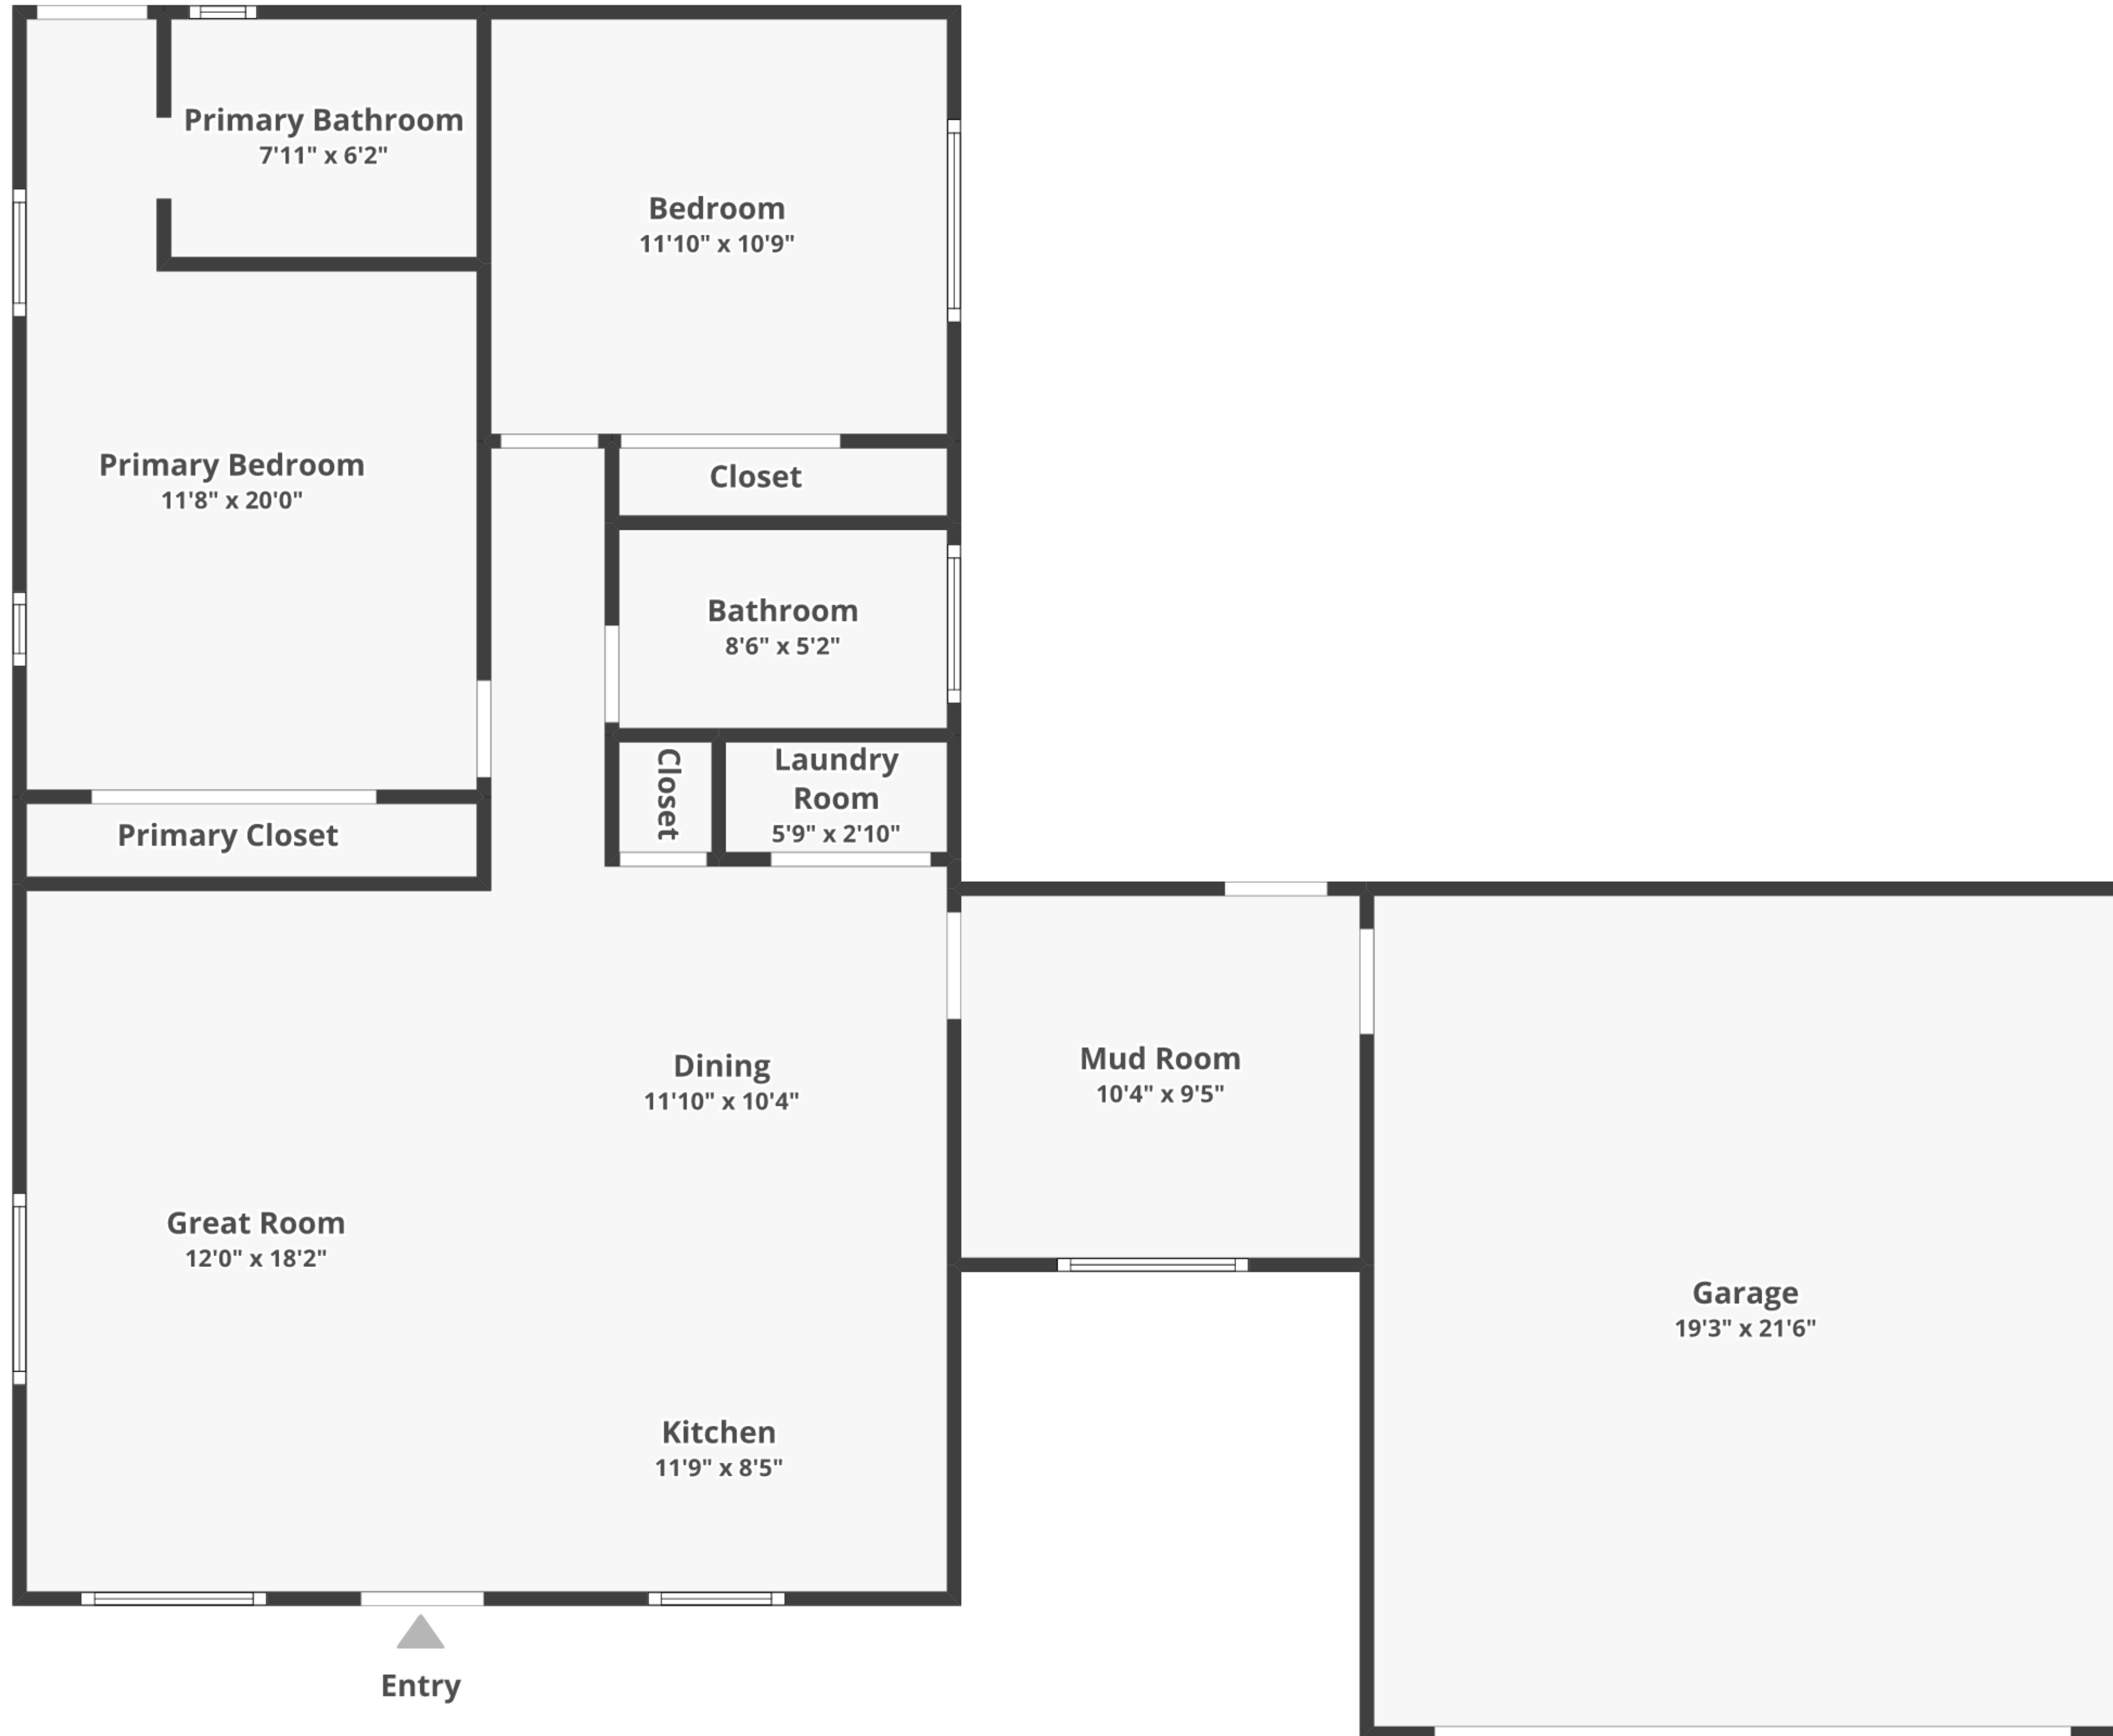 Primary Bathroom
7'11" x 6'2"
Bedroom
11'10" x 10'9"
Primary Bedroom
11'8" x 20'0"
Closet
Bathroom
8'6" x 5'2"
Closet
Laundry
Room
5'9" x 2'10"
Primary Closet
Dining
11'10" x 10'4"
Mud Room
10'4" x 9'5"
Great Room
12'0" x 18'2"
Garage
19'3" x 21'6"
Kitchen
11'9" x 8'5"
Entry